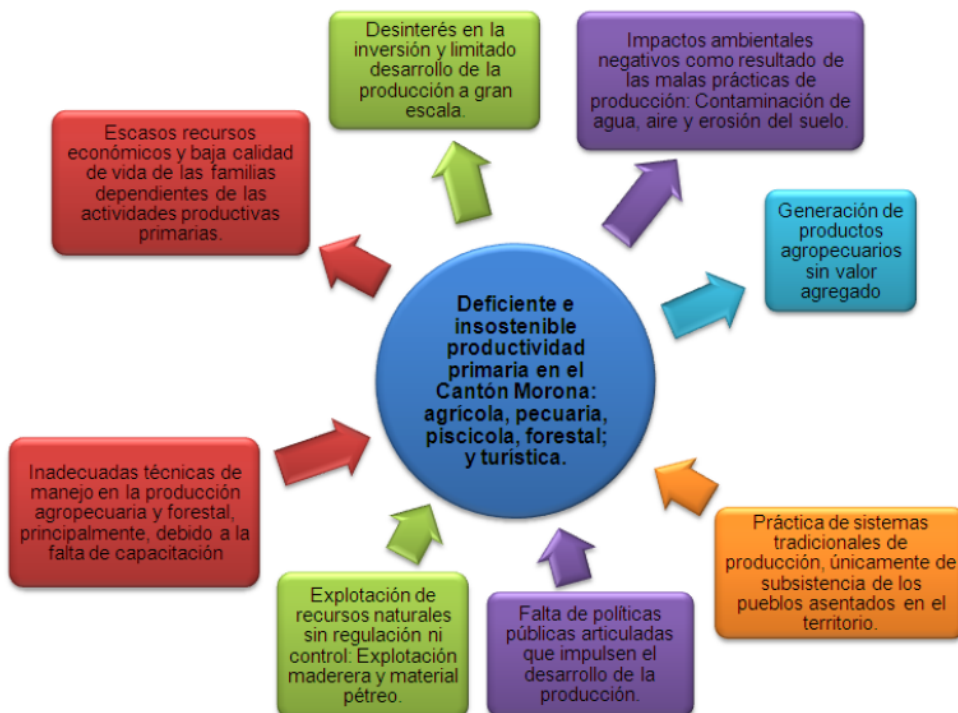 Desinterés en la
inversión y limitado
desarrollo de la
producción a gran
escala.
Impactos ambientales
negativos como resultado de
las malas prácticas de
producción: Contaminación de
agua, aire y erosión del suelo.
Escasos recursos
económicos y baja calidad
de vida de las familias
dependientes de las
actividades productivas
primarias.
Generación de
productos
agropecuarios
sin valor
agregado
Deficiente e
insostenible
productividad
primaria en el
Cantón Morona:
agrícola, pecuaria,
piscicola, forestal;
y turística.
Inadecuadas técnicas de
manejo en la producción
agropecuaria y forestal,
principalmente, debido a la
falta de capacitación
Explotación de
recursos naturales
sin regulación ni
control: Explotación
maderera y material
pétreo.
Falta de políticas
públicas articuladas
que impulsen el
desarrollo de la
producción.
Práctica de sistemas
tradicionales de
producción, únicamente de
subsistencia de los
pueblos asentados en el
territorio.